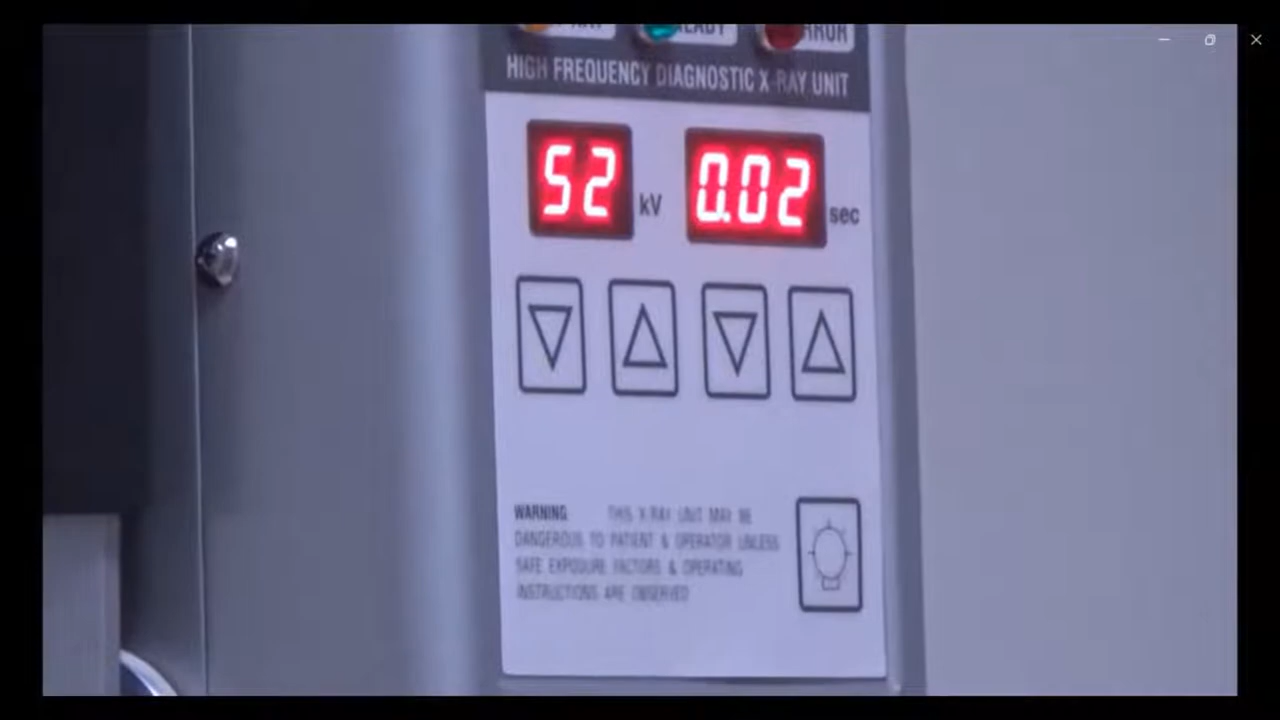 READY
ERROR
HIGH FREQUENCY DIAGNOSTIC X-RAY UNIT
52 kV 0.02 sec
WARNING THIS X-RAY UNIT MAY BE
DANGEROUS TO PATIENT & OPERATOR UNLESS
SAFE EXPOSURE FACTORS & OPERATING
INSTRUCTIONS ARE OBSERVED